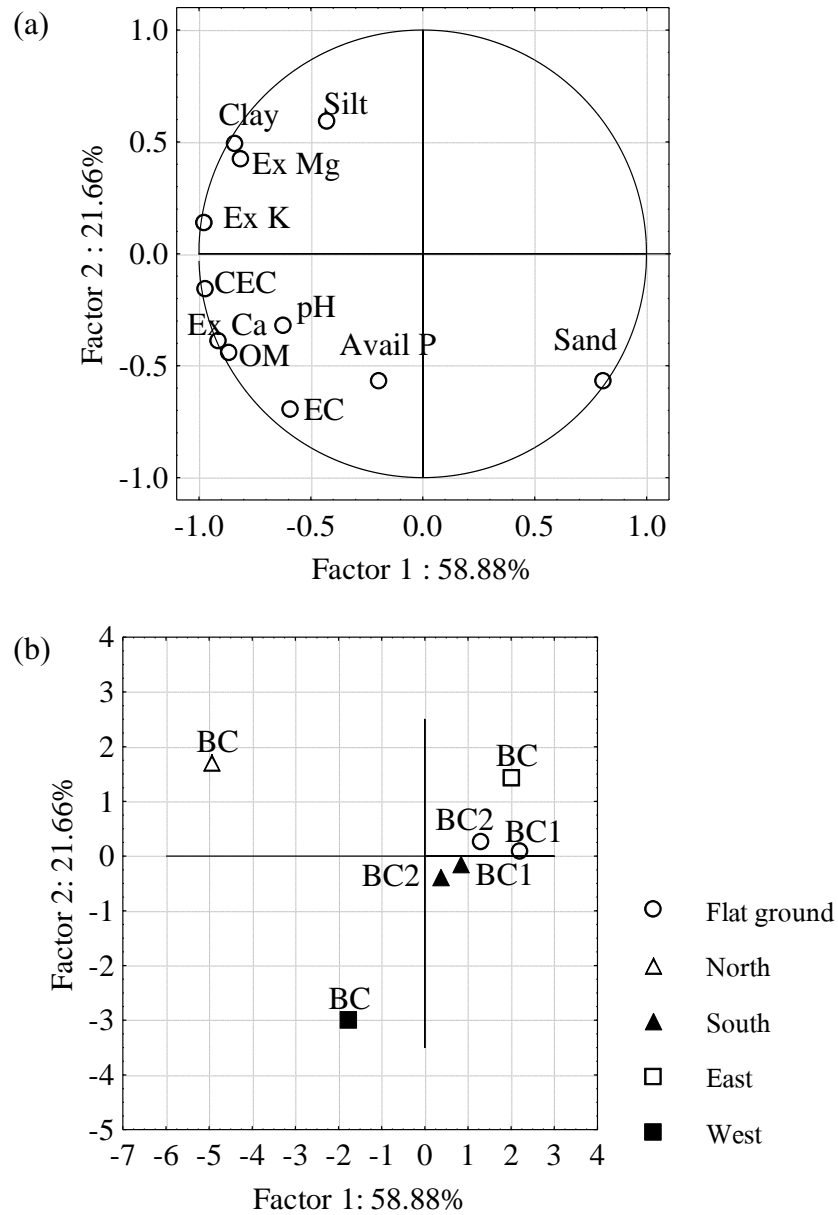 (a)
1.0
0.5
0.0
-0.5
-1.0
Factor 2 : 21.66%
Silt
Clay
Ex Mg
Ex K
CEC
pH
Ex Ca
OM
Avail P
Sand
EC
-1.0 -0.5 0.0 0.5 1.0
Factor 1 : 58.88%
(b)
4
3
2
1
0
-1
-2
-3
-4
-5
Factor 2: 21.66%
BC
BC
BC2
BC1
BC2
BC1
BC
-7 -6 -5 -4 -3 -2 -1 0 1 2 3 4
Factor 1: 58.88%
Flat ground
North
South
East
West